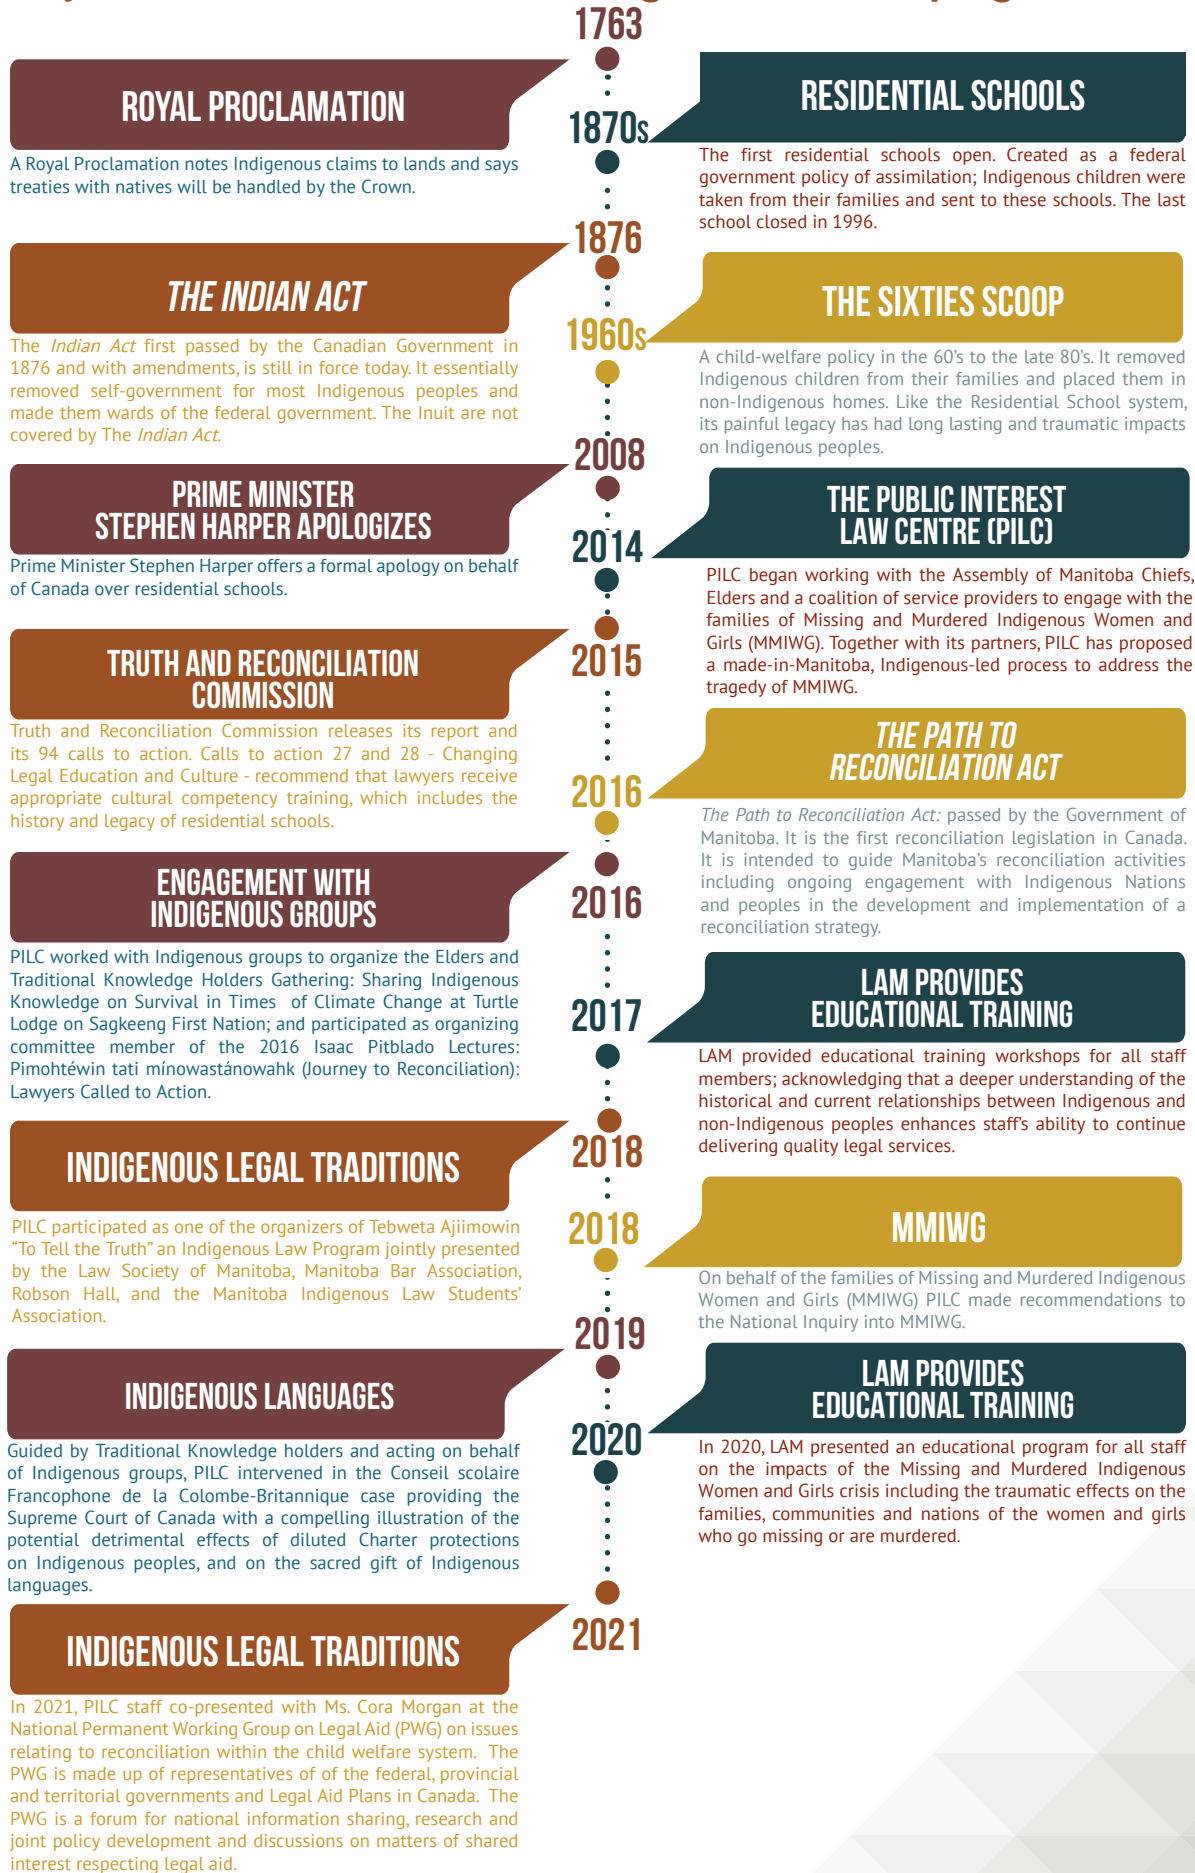 1763
ROYAL PROCLAMATION
A Royal Proclamation notes Indigenous claims to lands and says
treaties with natives will be handled by the Crown.
1870s
RESIDENTIAL SCHOOLS
The first residential schools open. Created as a federal
government policy of assimilation; Indigenous children were
taken from their families and sent to these schools. The last
school closed in 1996.
1876
THE INDIAN ACT
The Indian Act first passed by the Canadian Government in
1876 and with amendments, is still in force today. It essentially
removed self-government for most Indigenous peoples and
made them wards of the federal government. The Inuit are not
covered by The Indian Act.
1960s
THE SIXTIES SCOOP
A child-welfare policy in the 60's to the late 80's. It removed
Indigenous children from their families and placed them in
non-Indigenous homes. Like the Residential School system,
its painful legacy has had long lasting and traumatic impacts
on Indigenous peoples.
2008
PRIME MINISTER
STEPHEN HARPER APOLOGIZES
Prime Minister Stephen Harper offers a formal apology on behalf
of Canada over residential schools.
2014
THE PUBLIC INTEREST
LAW CENTRE (PILC)
PILC began working with the Assembly of Manitoba Chiefs,
Elders and a coalition of service providers to engage with the
families of Missing and Murdered Indigenous Women and
Girls (MMIWG). Together with its partners, PILC has proposed
a made-in-Manitoba, Indigenous-led process to address the
tragedy of MMIWG.
2015
TRUTH AND RECONCILIATION
COMMISSION
Truth and Reconciliation Commission releases its report and
its 94 calls to action. Calls to action 27 and 28 - Changing
Legal Education and Culture - recommend that lawyers receive
appropriate cultural competency training, which includes the
history and legacy of residential schools.
2016
THE PATH TO
RECONCILIATION ACT
The Path to Reconciliation Act: passed by the Government of
Manitoba. It is the first reconciliation legislation in Canada.
It is intended to guide Manitoba's reconciliation activities
including ongoing engagement with Indigenous Nations
and peoples in the development and implementation of a
reconciliation strategy.
2016
ENGAGEMENT WITH
INDIGENOUS GROUPS
PILC worked with Indigenous groups to organize the Elders and
Traditional Knowledge Holders Gathering: Sharing Indigenous
Knowledge on Survival in Times of Climate Change at Turtle
Lodge on Sagkeeng First Nation; and participated as organizing
committee member of the 2016 Isaac Pitblado Lectures:
Pimohtéwin tati mínowastánowahk (Journey to Reconciliation):
Lawyers Called to Action.
2017
LAM PROVIDES
EDUCATIONAL TRAINING
LAM provided educational training workshops for all staff
members; acknowledging that a deeper understanding of the
historical and current relationships between Indigenous and
non-Indigenous peoples enhances staff's ability to continue
delivering quality legal services.
2018
INDIGENOUS LEGAL TRADITIONS
PILC participated as one of the organizers of Tebweta Ajiimowin
“To Tell the Truth” an Indigenous Law Program jointly presented
by the Law Society of Manitoba, Manitoba Bar Association,
Robson Hall, and the Manitoba Indigenous Law Students'
Association.
2018
MMIWG
On behalf of the families of Missing and Murdered Indigenous
Women and Girls (MMIWG) PILC made recommendations to
the National Inquiry into MMIWG.
2019
INDIGENOUS LANGUAGES
Guided by Traditional Knowledge holders and acting on behalf
of Indigenous groups, PILC intervened in the Conseil scolaire
Francophone de la Colombe-Britannique case providing the
Supreme Court of Canada with a compelling illustration of the
potential detrimental effects of diluted Charter protections
on Indigenous peoples, and on the sacred gift of Indigenous
languages.
2020
LAM PROVIDES
EDUCATIONAL TRAINING
In 2020, LAM presented an educational program for all staff
on the impacts of the Missing and Murdered Indigenous
Women and Girls crisis including the traumatic effects on the
families, communities and nations of the women and girls
who go missing or are murdered.
2021
INDIGENOUS LEGAL TRADITIONS
In 2021, PILC staff co-presented with Ms. Cora Morgan at the
National Permanent Working Group on Legal Aid (PWG) on issues
relating to reconciliation within the child welfare system. The
PWG is made up of representatives of of the federal, provincial
and territorial governments and Legal Aid Plans in Canada. The
PWG is a forum for national information sharing, research and
joint policy development and discussions on matters of shared
interest respecting legal aid.